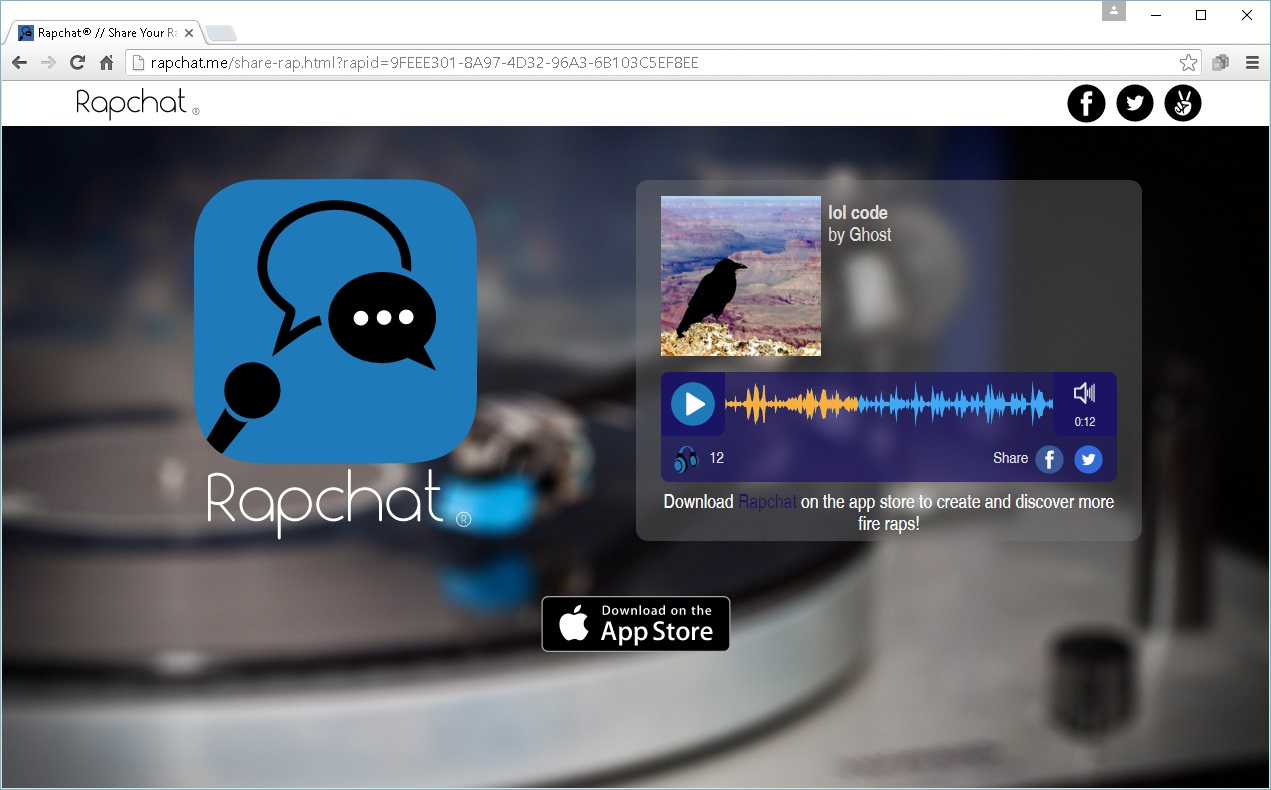 Rapchat® // Share Your Ra
rapchat.me/share-rap.html?rapid=9FEEE301-8A97-4D32-96A3-6B103C5EF8EE
Rapchat ®
lol code
by Ghost
0:12
12
Share
Download Rapchat on the app store to create and discover more
fire raps!
Rapchat ®
Download on the
App Store